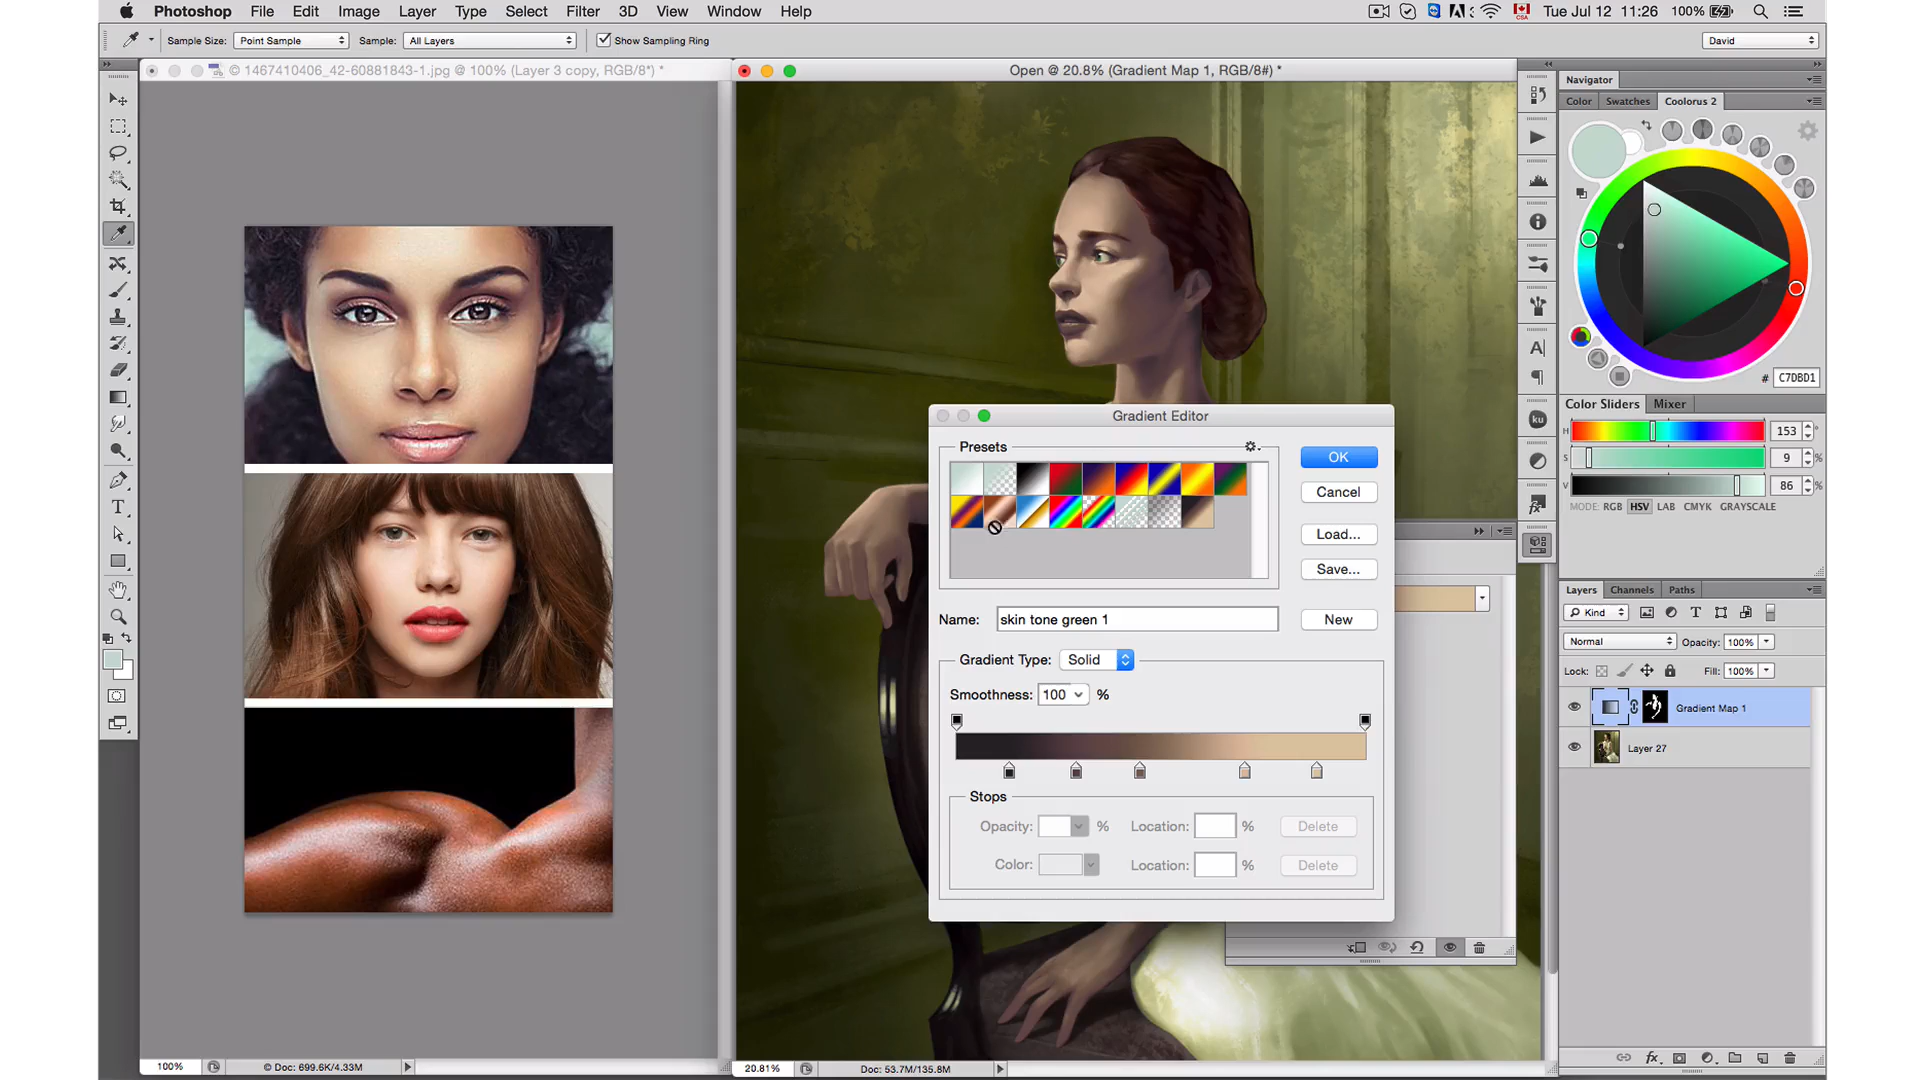 Photoshop File Edit Image Layer Type Select Filter 3D View Window Help
CSA Tue Jul 12 11:26 100%
Sample Size: Point Sample Sample: All Layers Show Sampling Ring David
© 1467410406_42-60881843-1.jpg @ 100% (Layer 3 copy, RGB/8*) *
Open @ 20.8% (Gradient Map 1, RGB/8#) *
Navigator
Color Swatches Coolorus 2
# C7DBD1
Color Sliders Mixer
H 153 °
S 9 %
V 86 %
MODE: RGB HSV LAB CMYK GRAYSCALE
Gradient Editor
Presets
OK
Cancel
Load...
Save...
Name: skin tone green 1 New
Gradient Type: Solid
Smoothness: 100 %
Stops
Opacity: % Location: % Delete
Color: Location: % Delete
ku
Layers Channels Paths
Kind T
Normal Opacity: 100%
Lock: Fill: 100%
Gradient Map 1
Layer 27
fx
100% © Doc: 699.6K/4.33M
20.81% Doc: 53.7M/135.8M